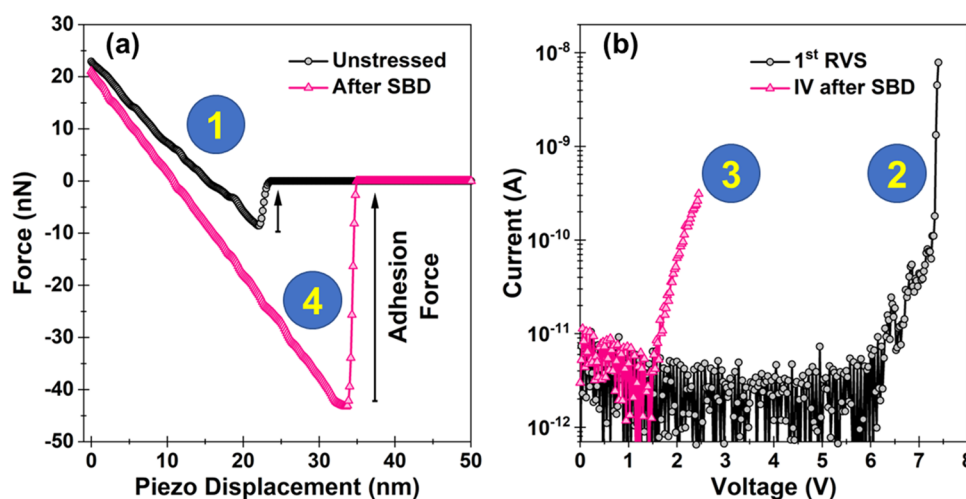 (a)
Unstressed
After SBD
1
4
Adhesion
Force
30
20
10
0
-10
-20
-30
-40
-50
Force (nN)
0
10
20
30
40
50
Piezo Displacement (nm)
(b)
1st RVS
IV after SBD
3
2
10-8
10-9
10-10
10-11
10-12
Current (A)
0
1
2
3
4
5
6
7
8
Voltage (V)